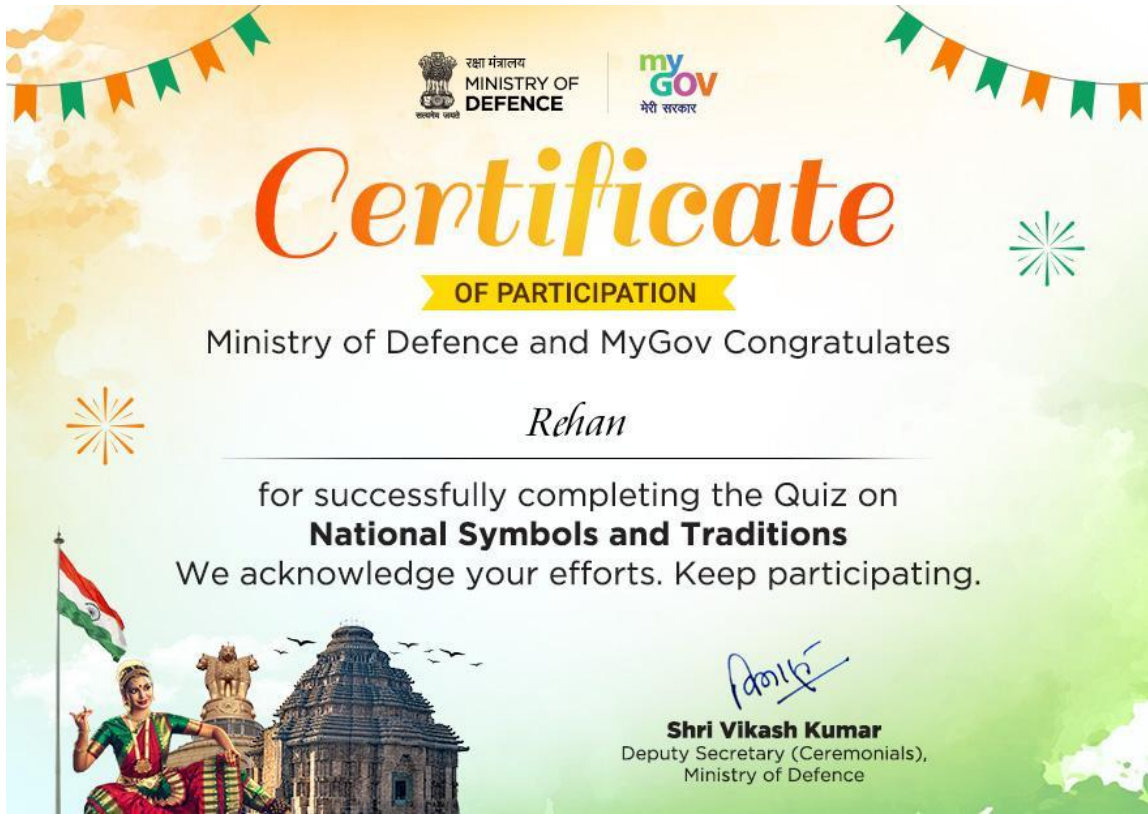 रक्षा मंत्रालय
MINISTRY OF
DEFENCE
सत्यमेव जयते
my
GOV
मेरी सरकार
Certificate
OF PARTICIPATION
Ministry of Defence and MyGov Congratulates
Rehan
for successfully completing the Quiz on
National Symbols and Traditions
We acknowledge your efforts. Keep participating.
Shri Vikash Kumar
Deputy Secretary (Ceremonials),
Ministry of Defence